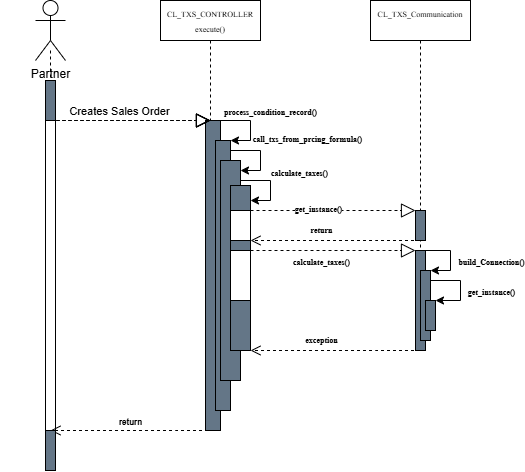 CL_TXS_CONTROLLER
execute()
CL_TXS_Communication
Partner
Creates Sales Order
process_condition_record()
call_txs_from_prcing_formula()
calculate_taxes()
get_instance()
return
calculate_taxes()
build_Connection()
get_instance()
exception
return